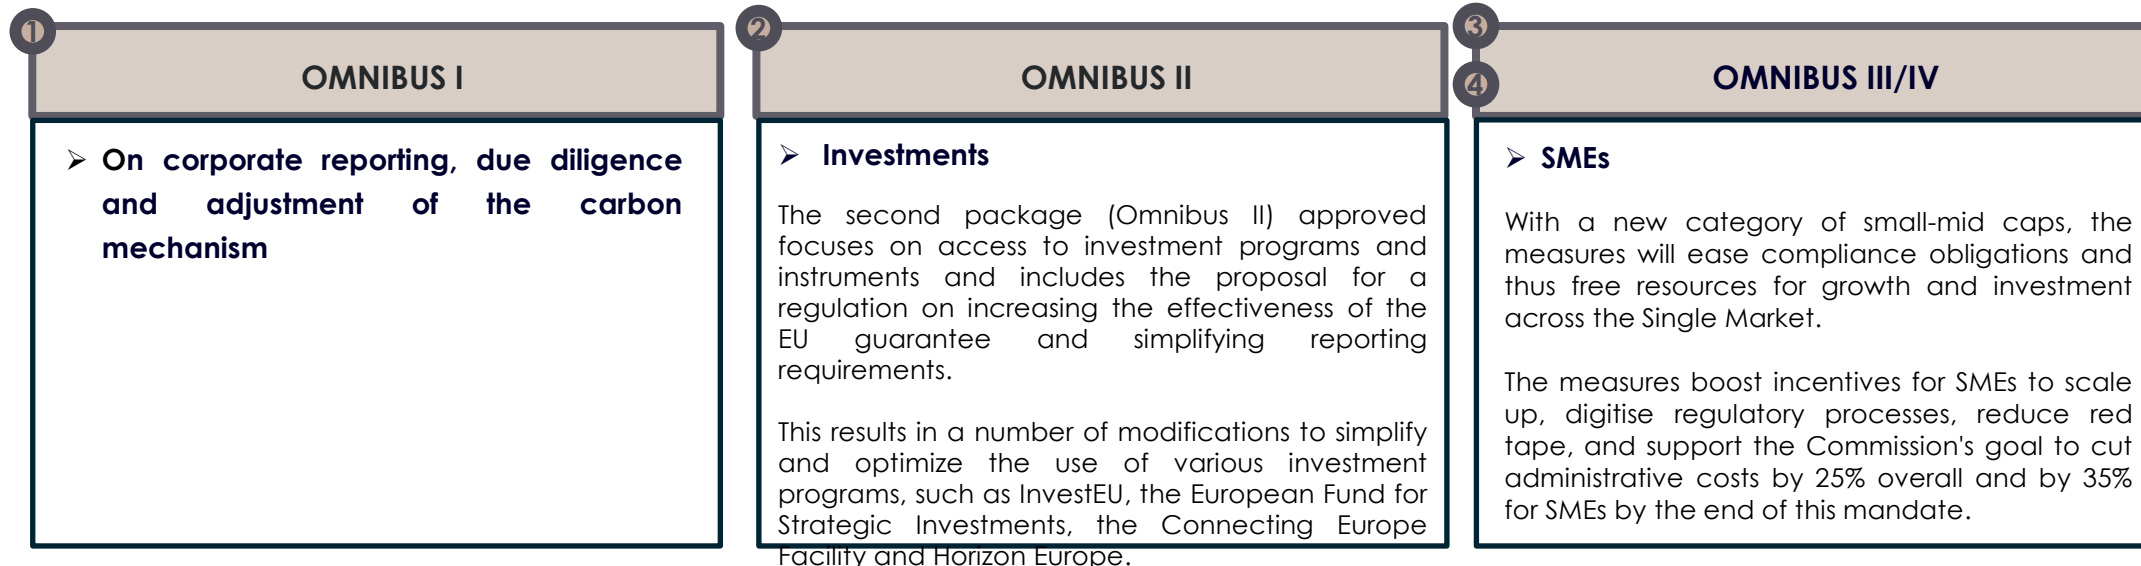 1
OMNIBUS I
➢ On corporate reporting, due diligence
and adjustment of the carbon
mechanism
2
OMNIBUS II
➢ Investments
The second package (Omnibus II) approved
focuses on access to investment programs and
instruments and includes the proposal for a
regulation on increasing the effectiveness of the
EU guarantee and simplifying reporting
requirements.
This results in a number of modifications to simplify
and optimize the use of various investment
programs, such as InvestEU, the European Fund for
Strategic Investments, the Connecting Europe
Facility and Horizon Europe.
3
4
OMNIBUS III/IV
➢ SMEs
With a new category of small-mid caps, the
measures will ease compliance obligations and
thus free resources for growth and investment
across the Single Market.
The measures boost incentives for SMEs to scale
up, digitise regulatory processes, reduce red
tape, and support the Commission's goal to cut
administrative costs by 25% overall and by 35%
for SMEs by the end of this mandate.